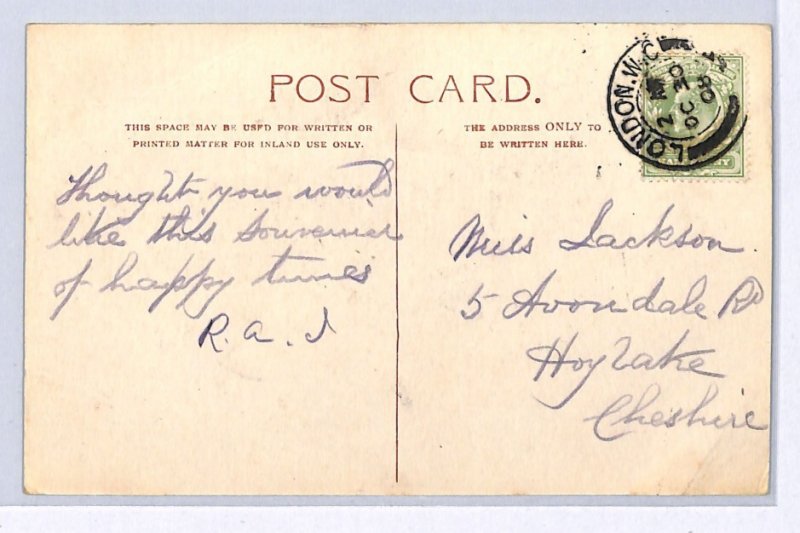 POST CARD.
THIS SPACE MAY BE USED FOR WRITTEN OR
PRINTED MATTER FOR INLAND USE ONLY.
THE ADDRESS ONLY TO
BE WRITTEN HERE.
LONDON.W.C
Thought you would
like this Souvenir
of happy times
R. A. J
Miss Jackson
5 Avondale Rd
Hoylake
Cheshire